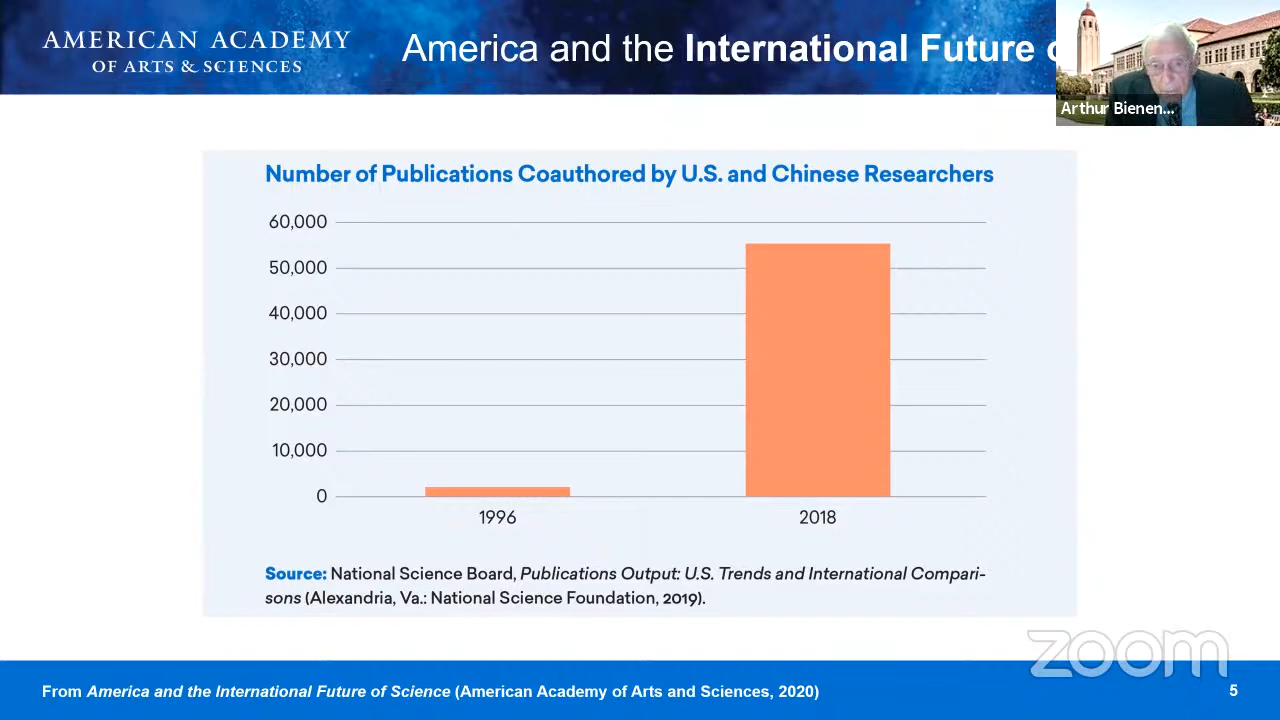 AMERICAN ACADEMY
OF ARTS & SCIENCES
America and the International Future
Arthur Bienen...
Number of Publications Coauthored by U.S. and Chinese Researchers
60,000
50,000
40,000
30,000
20,000
10,000
0
1996
2018
Source: National Science Board, Publications Output: U.S. Trends and International Compari-
sons (Alexandria, Va.: National Science Foundation, 2019).
zoom
From America and the International Future of Science (American Academy of Arts and Sciences, 2020)
5